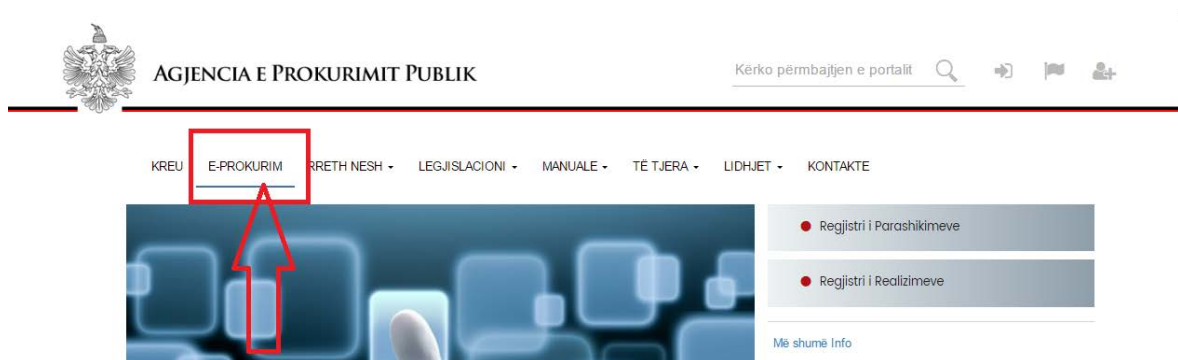 AGJENCIA E PROKURIMIT PUBLIK
Kërko përmbajtjen e portalit
KREU E-PROKURIM RRETH NESH LEGJISLACIONI MANUALE TË TJERA LIDHJET KONTAKTE
Regjistri i Parashikimeve
Regjistri i Realizimeve
Më shumë Info